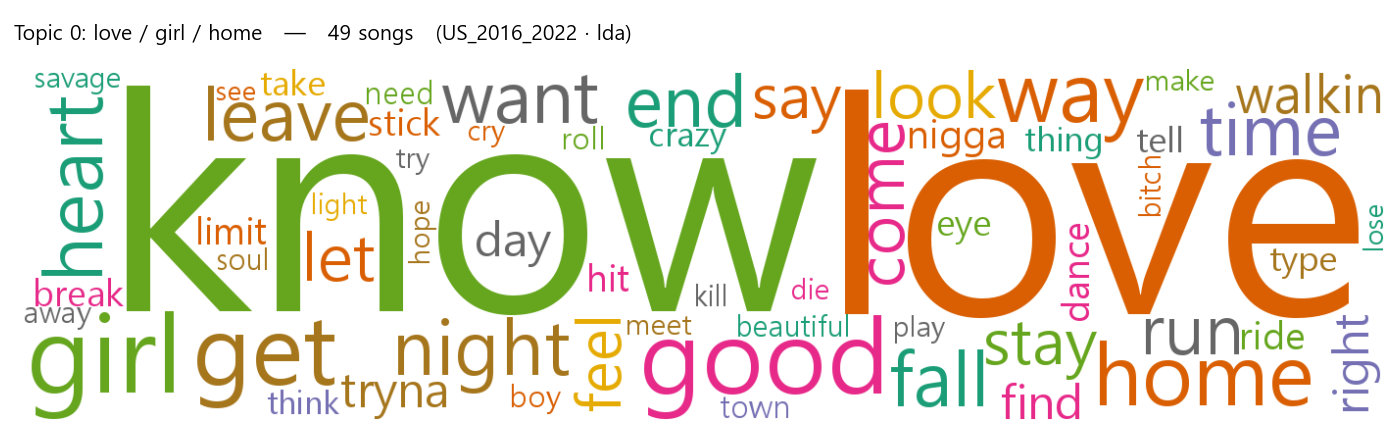 Topic 0: love / girl / home — 49 songs (US_2016_2022 · lda)
savage
see
take
need
want
end
say
look
way
make
walkin
heart
leave
stick
cry
roll
crazy
nigga
thing
tell
time
know
love
try
come
bitch
light
hope
limit
let
day
eye
soul
hit
kill
die
dance
type
lose
break
away
girl
get
night
feel
meet
beautiful
good
play
stay
run
ride
right
think
tryna
boy
town
fall
find
home